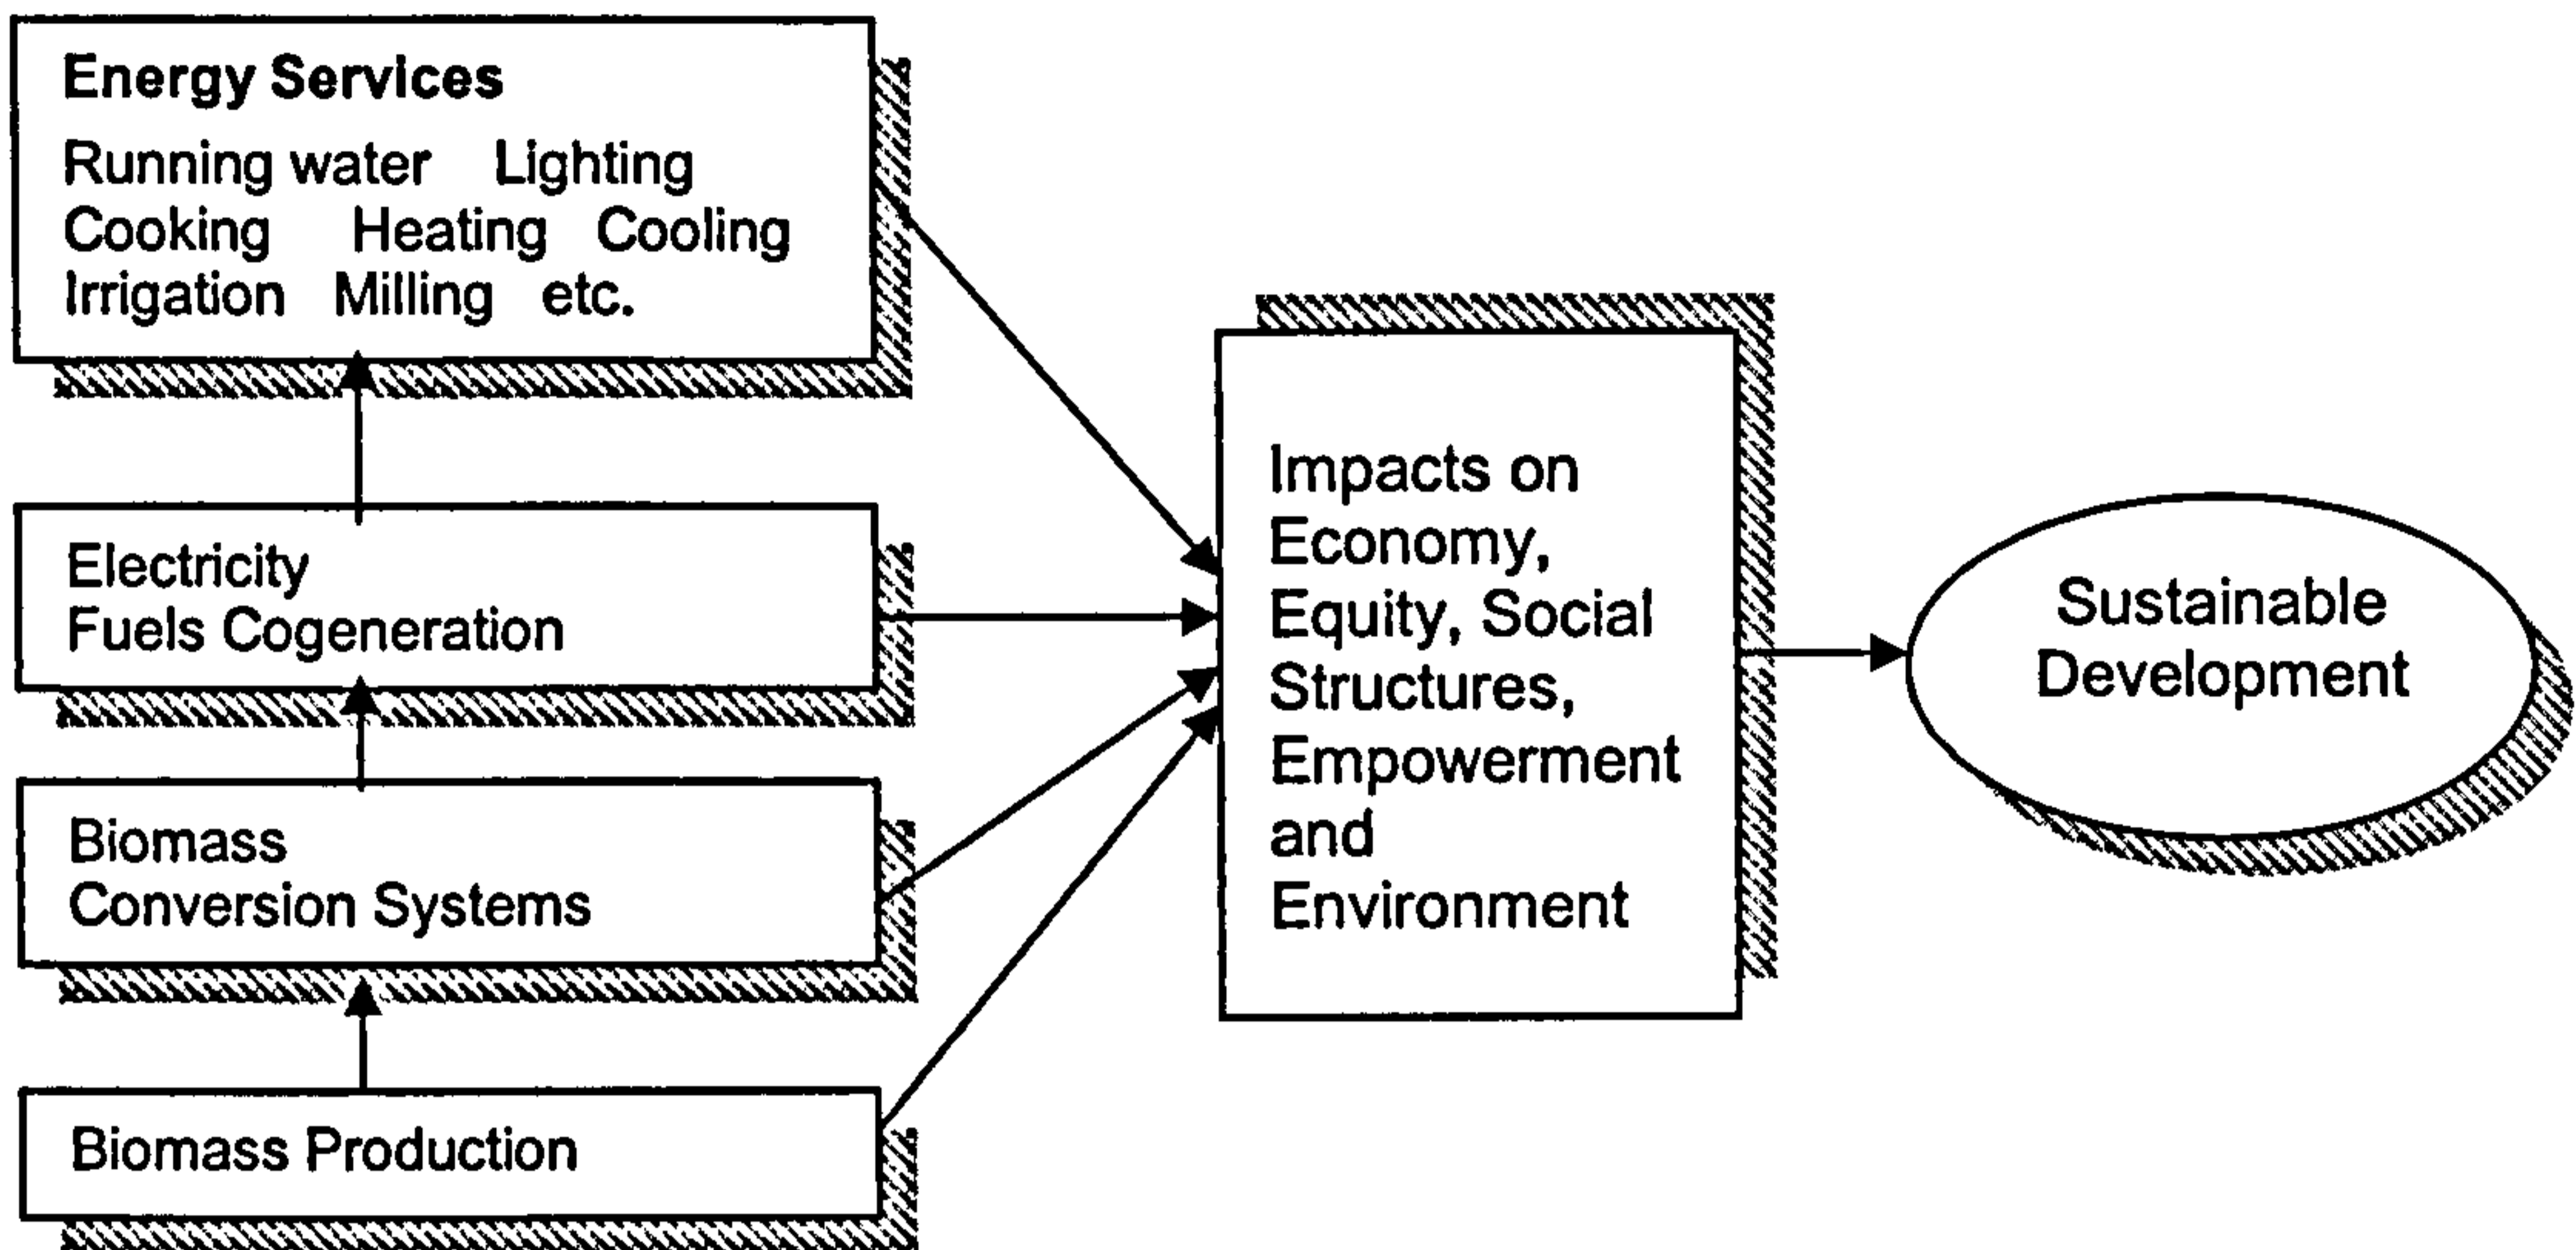 Energy Services
Running water Lighting
Cooking Heating Cooling
Irrigation Milling etc.
Electricity
Fuels Cogeneration
Biomass
Conversion Systems
Biomass Production
Impacts on
Economy,
Equity, Social
Structures,
Empowerment
and
Environment
Sustainable
Development